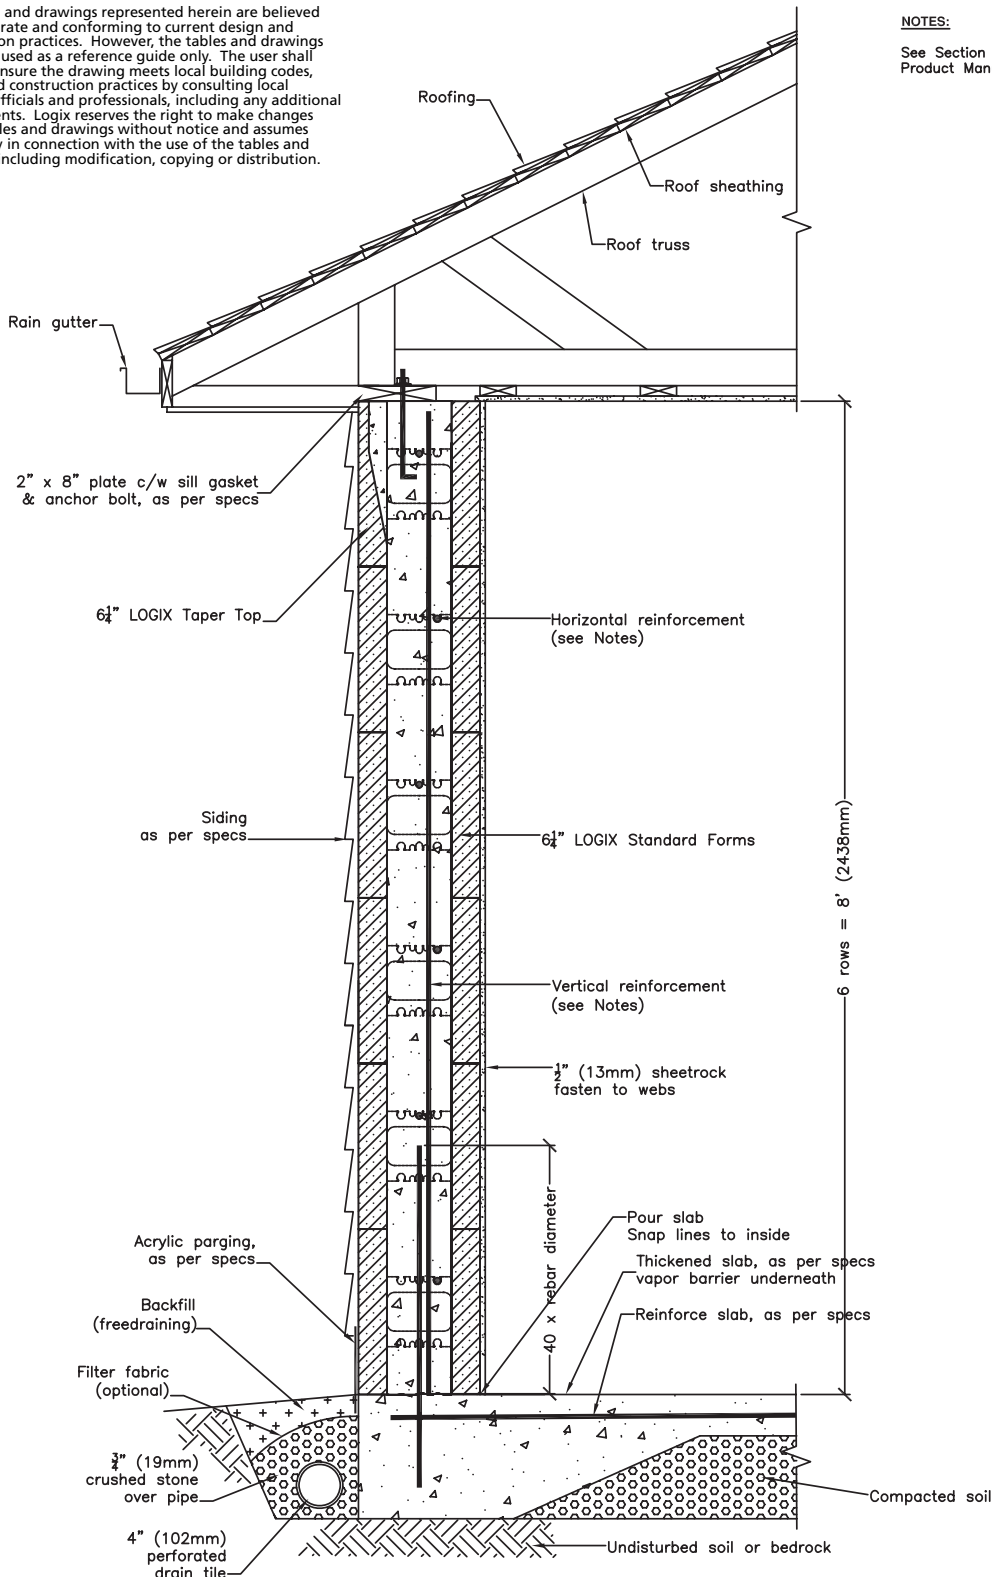 and drawings represented herein are believed
rate and conforming to current design and
on practices. However, the tables and drawings
used as a reference guide only. The user shall
nsure the drawing meets local building codes,
d construction practices by consulting local
fficials and professionals, including any additional
ents. Logix reserves the right to make changes
les and drawings without notice and assumes
y in connection with the use of the tables and
including modification, copying or distribution.
NOTES:
See Section
Product Man
Roofing
Roof sheathing
Roof truss
Rain gutter
2" x 8" plate c/w sill gasket
& anchor bolt, as per specs
6 1/4" LOGIX Taper Top
Horizontal reinforcement
(see Notes)
Siding
as per specs
6 1/4" LOGIX Standard Forms
6 rows = 8' (2438mm)
Vertical reinforcement
(see Notes)
1/2" (13mm) sheetrock
fasten to webs
40 x rebar diameter
Pour slab
Snap lines to inside
Acrylic parging,
as per specs
Thickened slab, as per specs
vapor barrier underneath
Backfill
(freedraining)
Reinforce slab, as per specs
Filter fabric
(optional)
3/4" (19mm)
crushed stone
over pipe
Compacted soil
4" (102mm)
perforated
drain tile
Undisturbed soil or bedrock